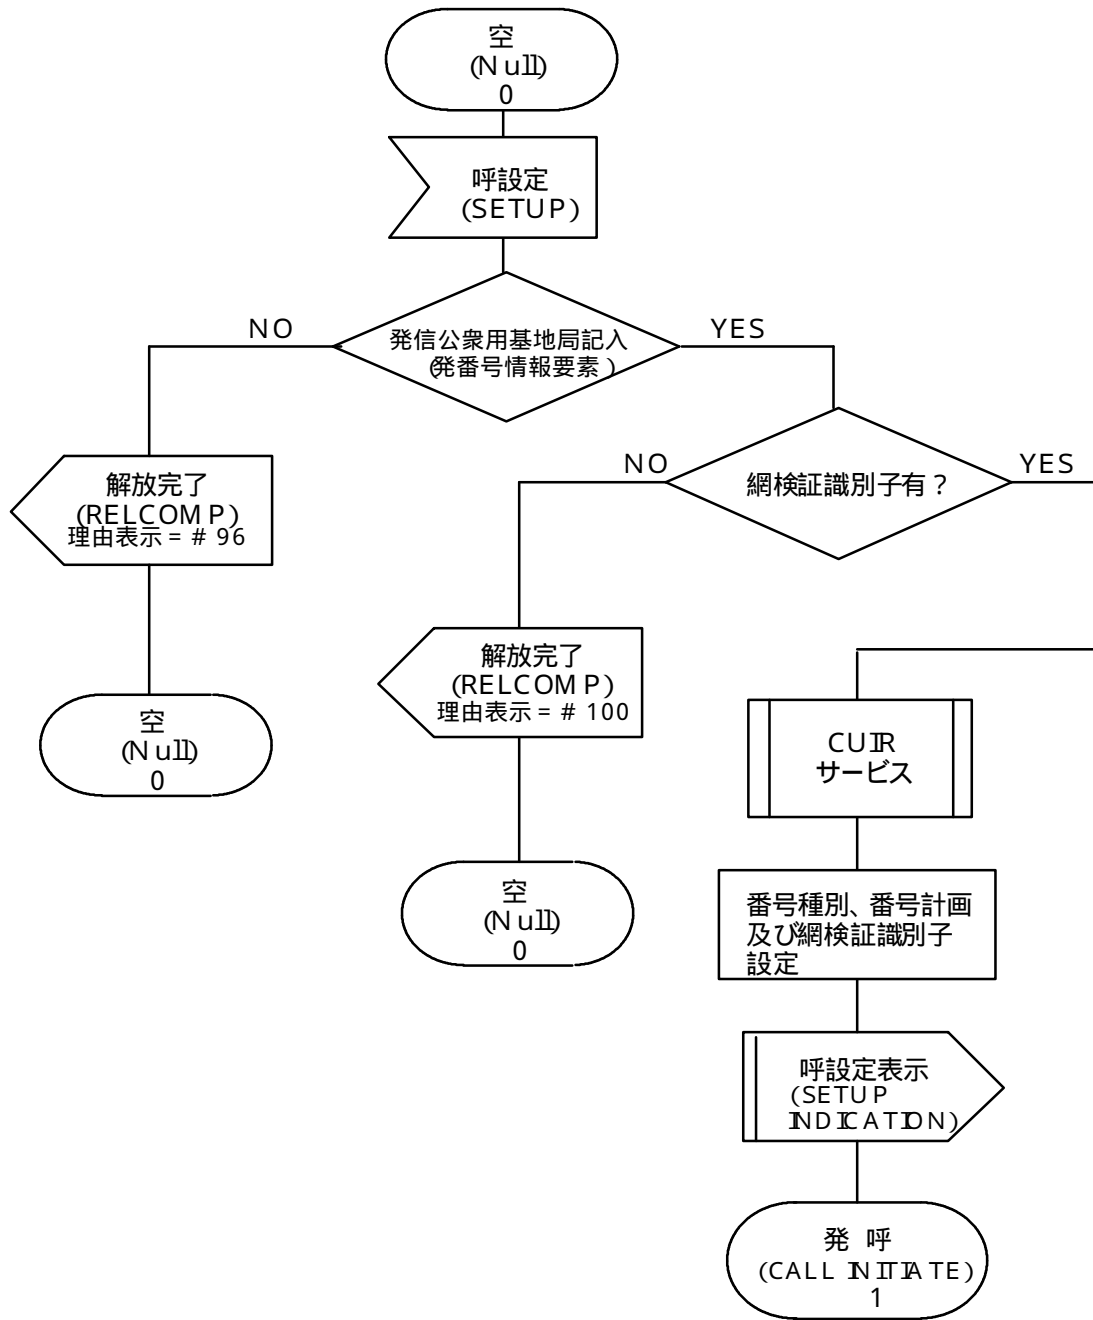 空
(Null)
0
呼設定
(SETUP)
NO
YES
発信公衆用基地局記入
(発番号情報要素)
NO
YES
網検証識別子有？
解放完了
(RELCOMP)
理由表示=#96
解放完了
(RELCOMP)
理由表示=#100
空
(Null)
0
CUIR
サービス
空
(Null)
0
番号種別、番号計画
及び網検証識別子
設定
呼設定表示
(SETUP
INDICATION)
発 呼
(CALL INITIATE)
1